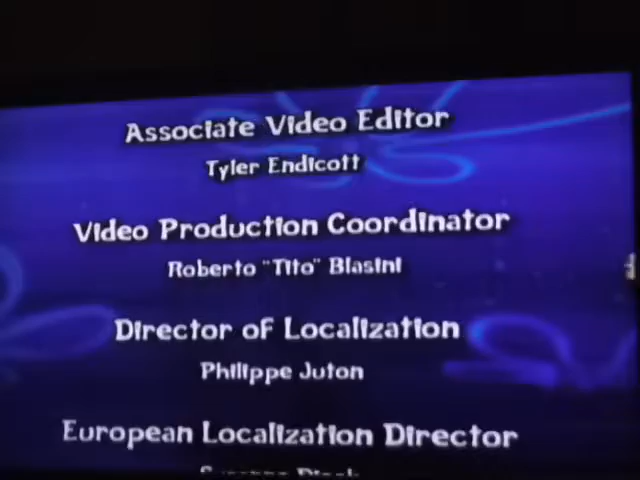 Associate Video Editor
Tyler Endicott
Video Production Coordinator
Roberto "Tito" Blasini
Director of Localization
Philippe Juton
European Localization Director